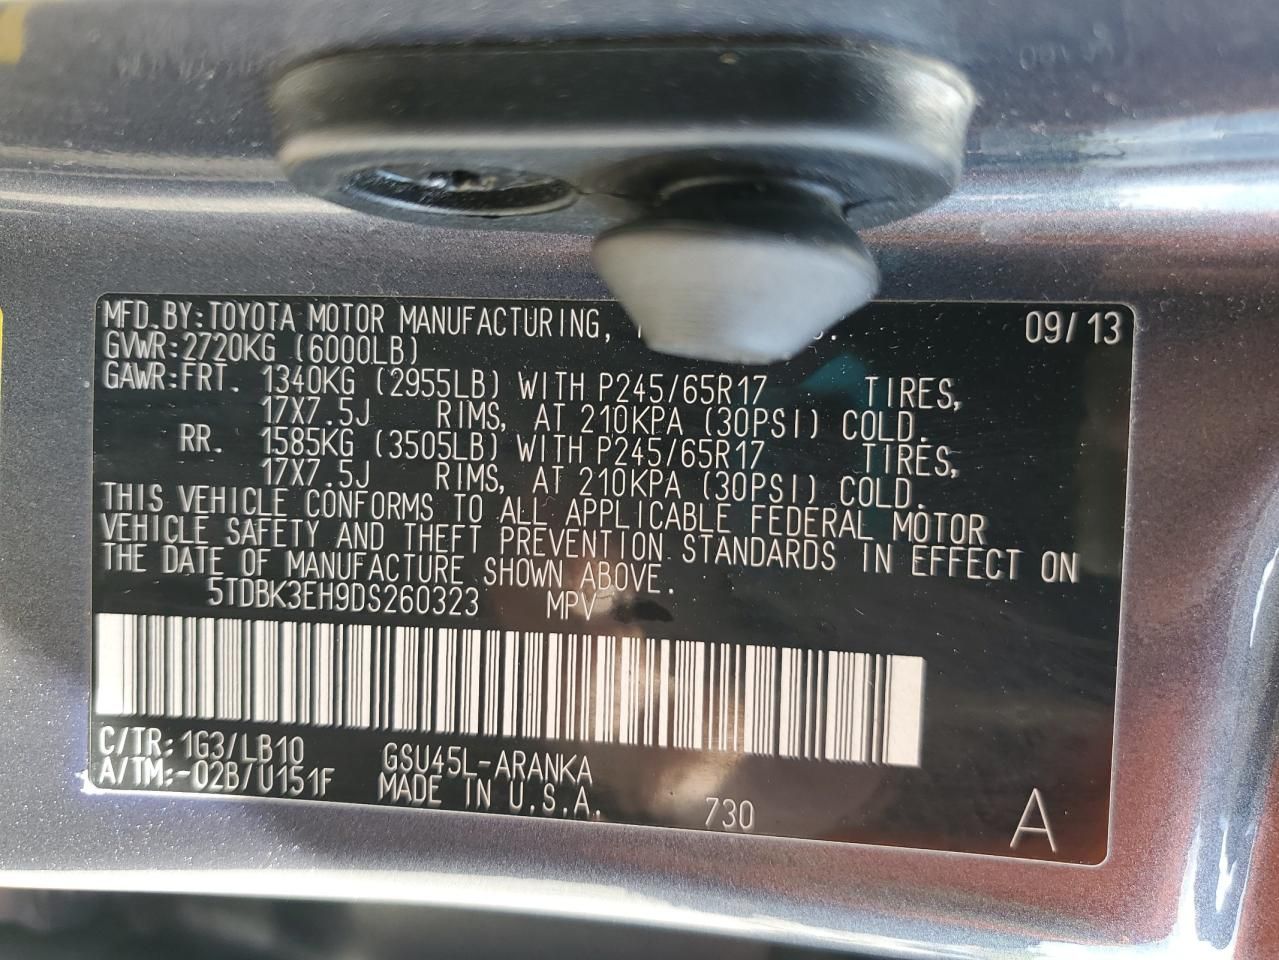 MFD.BY:TOYOTA MOTOR MANUFACTURING, 09/13
GVWR:2720KG (6000LB)
GAWR:FRT. 1340KG (2955LB) WITH P245/65R17 TIRES,
17X7.5J RIMS, AT 210KPA (30PSI) COLD.
RR. 1585KG (3505LB) WITH P245/65R17 TIRES,
17X7.5J RIMS, AT 210KPA (30PSI) COLD.
THIS VEHICLE CONFORMS TO ALL APPLICABLE FEDERAL MOTOR
VEHICLE SAFETY AND THEFT PREVENTION STANDARDS IN EFFECT ON
THE DATE OF MANUFACTURE SHOWN ABOVE.
5TDBK3EH9DS260323 MPV
C/TR:1G3/LB10 GSU45L-ARANKA
A/TM:-02B/U151F MADE IN U.S.A. 730 A